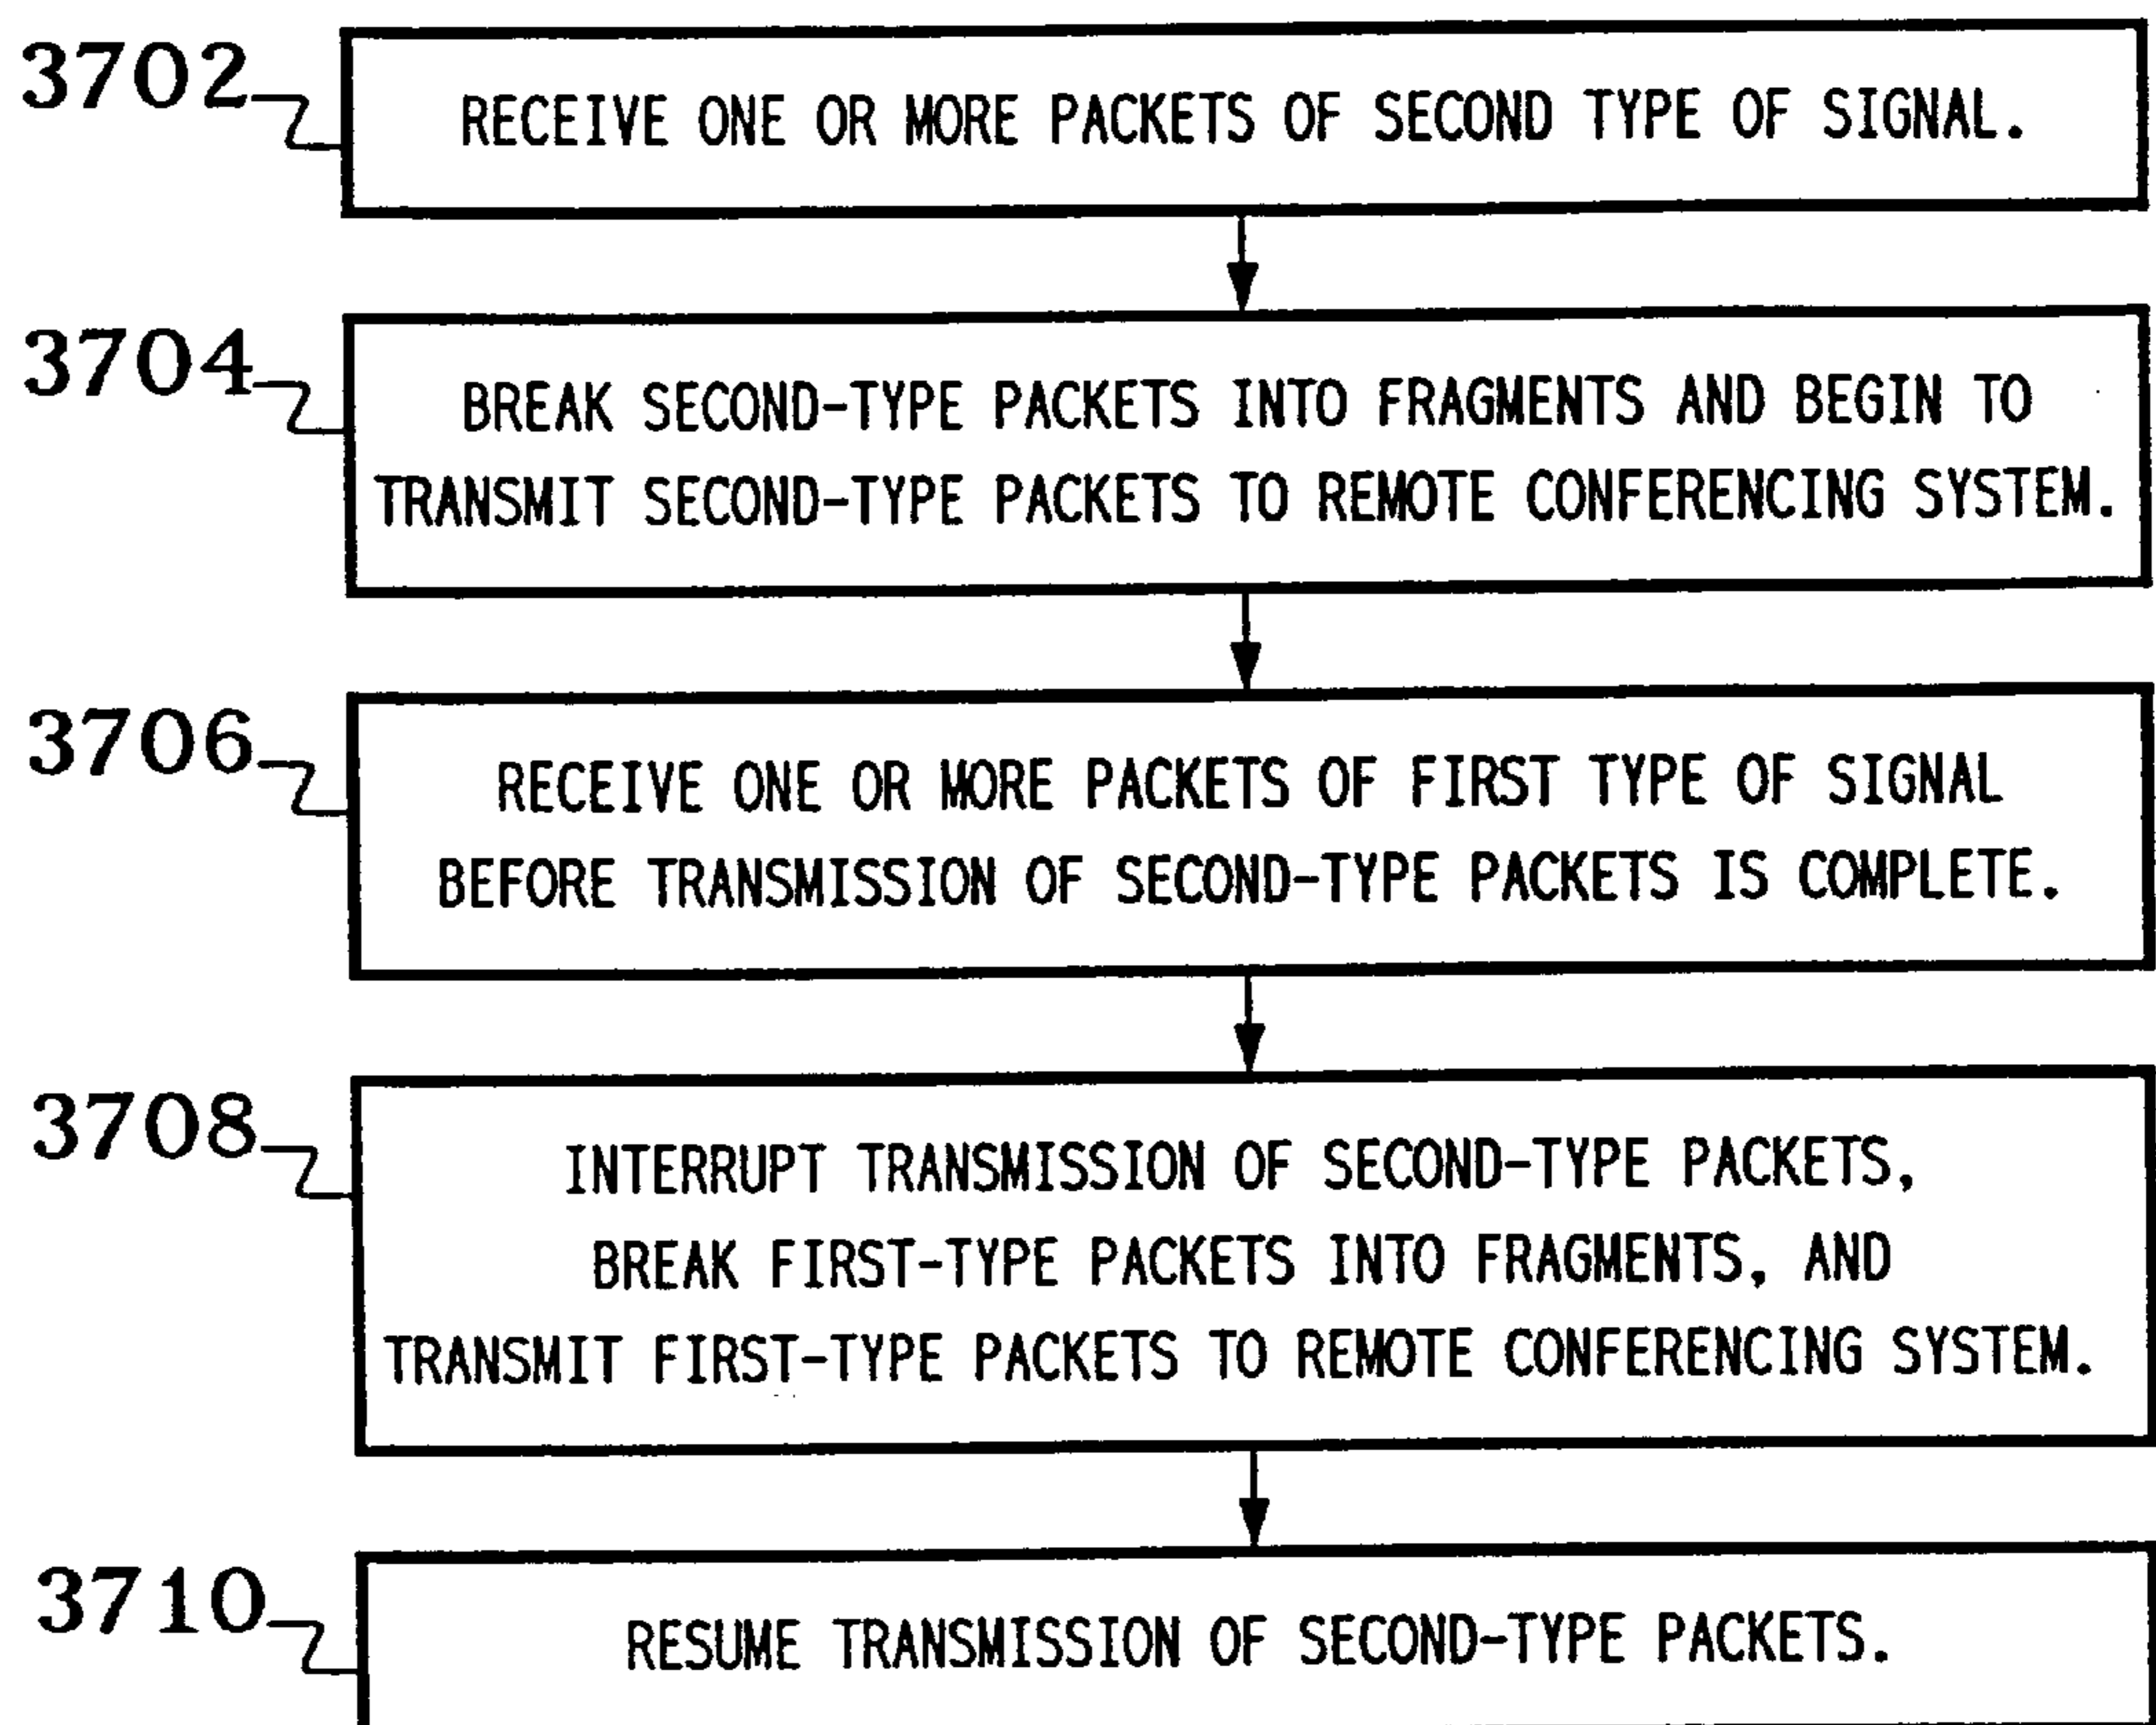 3702
RECEIVE ONE OR MORE PACKETS OF SECOND TYPE OF SIGNAL.
3704
BREAK SECOND-TYPE PACKETS INTO FRAGMENTS AND BEGIN TO
TRANSMIT SECOND-TYPE PACKETS TO REMOTE CONFERENCING SYSTEM.
3706
RECEIVE ONE OR MORE PACKETS OF FIRST TYPE OF SIGNAL
BEFORE TRANSMISSION OF SECOND-TYPE PACKETS IS COMPLETE.
3708
INTERRUPT TRANSMISSION OF SECOND-TYPE PACKETS,
BREAK FIRST-TYPE PACKETS INTO FRAGMENTS, AND
TRANSMIT FIRST-TYPE PACKETS TO REMOTE CONFERENCING SYSTEM.
3710
RESUME TRANSMISSION OF SECOND-TYPE PACKETS.